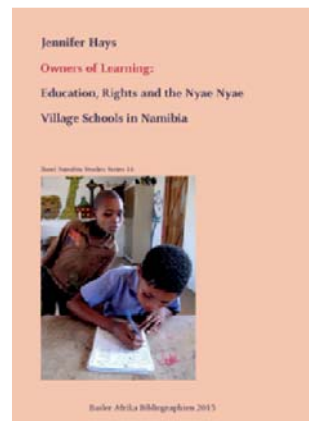 Jennifer Hays
Owners of Learning:
Education, Rights and the Nyae Nyae
Village Schools in Namibia
Basel Namibia Studies Series 16
Basler Afrika Bibliographien 2015